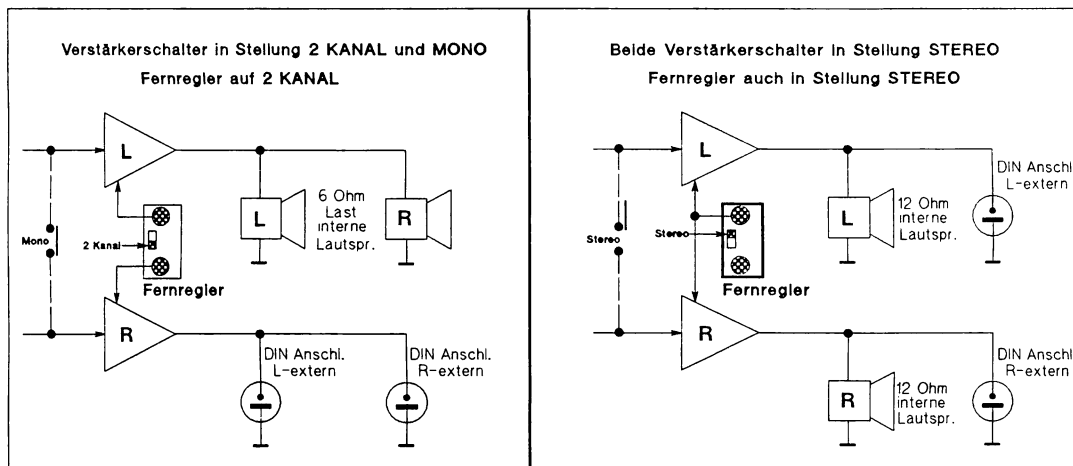 Verstärkerschalter in Stellung 2 KANAL und MONO
Fernregler auf 2 KANAL
L
6 Ohm
Last
interne
Lautspr.
L
R
Mono
2 Kanal
Fernregler
R
DIN Anschl.
L-extern
DIN Anschl.
R-extern
Beide Verstärkerschalter in Stellung STEREO
Fernregler auch in Stellung STEREO
L
DIN Anschl.
L-extern
12 Ohm
interne
Lautspr.
L
Stereo
Stereo
Fernregler
R
DIN Anschl.
R-extern
12 Ohm
interne
Lautspr.
R